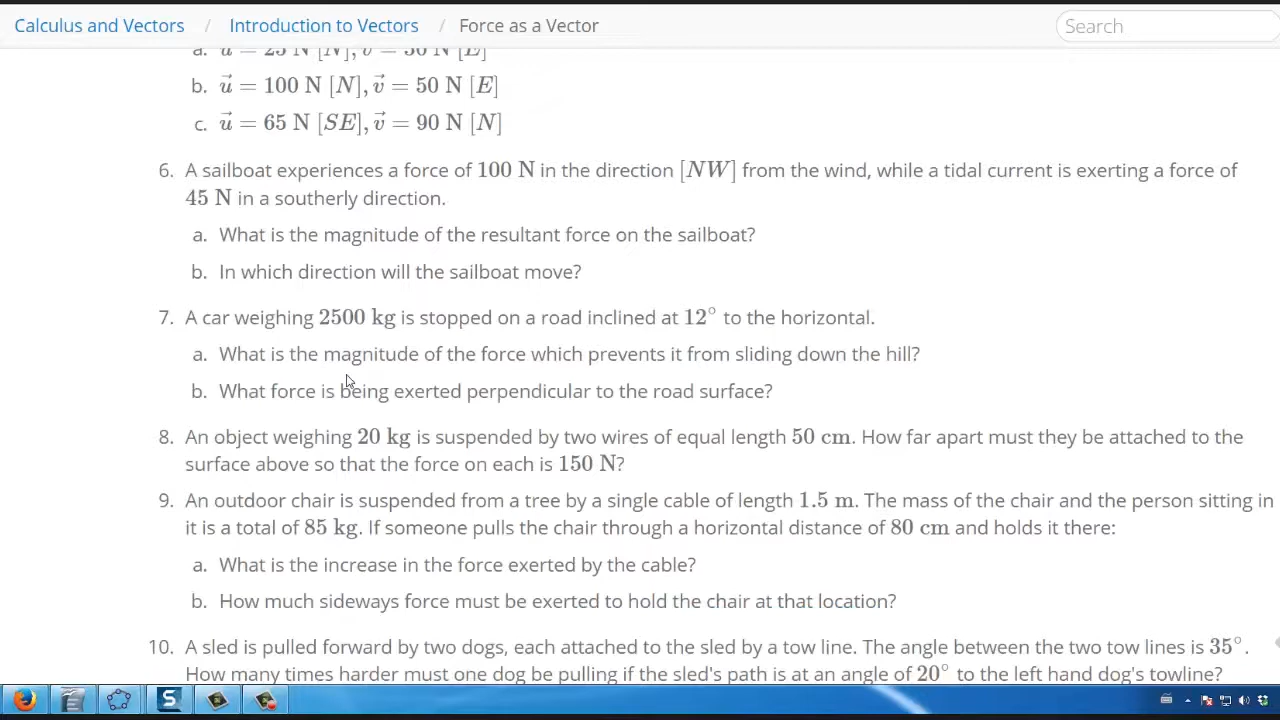 Calculus and Vectors / Introduction to Vectors / Force as a Vector
Search
a. u⃗ = 25 N [N], v⃗ = 30 N [E]
b. u⃗ = 100 N [N], v⃗ = 50 N [E]
c. u⃗ = 65 N [SE], v⃗ = 90 N [N]
6. A sailboat experiences a force of 100 N in the direction [NW] from the wind, while a tidal current is exerting a force of
45 N in a southerly direction.
a. What is the magnitude of the resultant force on the sailboat?
b. In which direction will the sailboat move?
7. A car weighing 2500 kg is stopped on a road inclined at 12° to the horizontal.
a. What is the magnitude of the force which prevents it from sliding down the hill?
b. What force is being exerted perpendicular to the road surface?
8. An object weighing 20 kg is suspended by two wires of equal length 50 cm. How far apart must they be attached to the
surface above so that the force on each is 150 N?
9. An outdoor chair is suspended from a tree by a single cable of length 1.5 m. The mass of the chair and the person sitting in
it is a total of 85 kg. If someone pulls the chair through a horizontal distance of 80 cm and holds it there:
a. What is the increase in the force exerted by the cable?
b. How much sideways force must be exerted to hold the chair at that location?
10. A sled is pulled forward by two dogs, each attached to the sled by a tow line. The angle between the two tow lines is 35°.
How many times harder must one dog be pulling if the sled's path is at an angle of 20° to the left hand dog's towline?
S